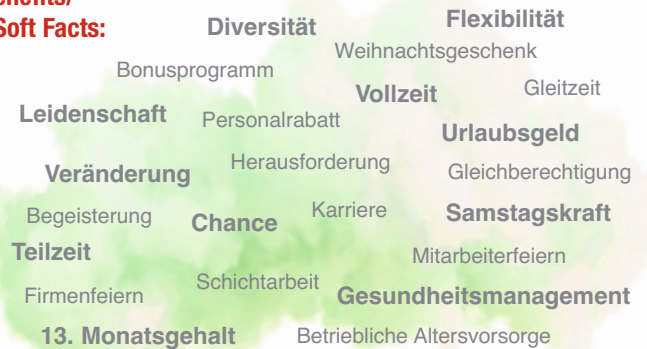 Benefits/
Soft Facts:
Diversität
Flexibilität
Weihnachtsgeschenk
Bonusprogramm
Vollzeit
Gleitzeit
Leidenschaft
Personalrabatt
Urlaubsgeld
Veränderung
Herausforderung
Gleichberechtigung
Begeisterung
Chance
Karriere
Samstagskraft
Teilzeit
Mitarbeiterfeiern
Firmenfeiern
Schichtarbeit
Gesundheitsmanagement
13. Monatsgehalt
Betriebliche Altersvorsorge